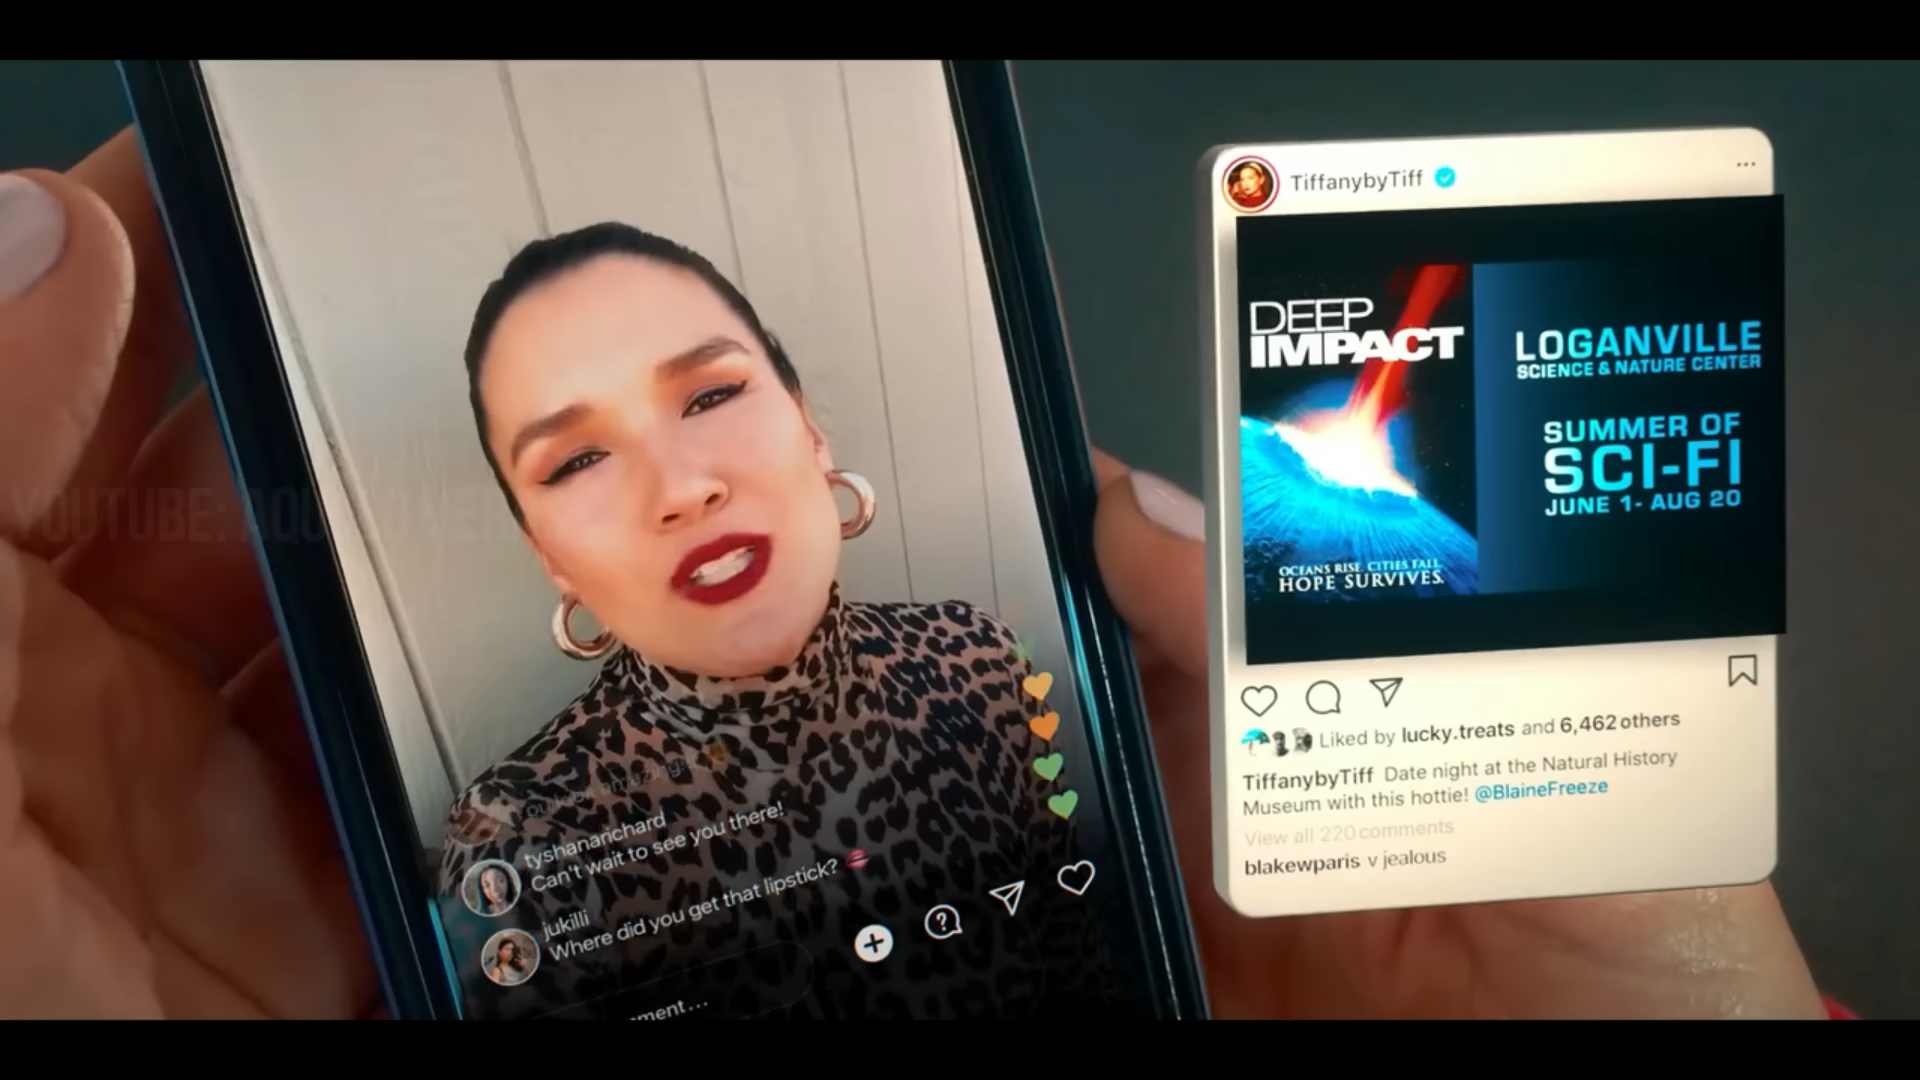 YOUTUBE:
tyshanarichard
Can't wait to see you there!
jukilli
Where did you get that lipstick?
ment...
TiffanybyTiff
DEEP
IMPACT
OCEANS RISE. CITIES FALL.
HOPE SURVIVES.
LOGANVILLE
SCIENCE & NATURE CENTER
SUMMER OF
SCI-FI
JUNE 1- AUG 20
Liked by lucky.treats and 6,462 others
TiffanybyTiff Date night at the Natural History
Museum with this hottie! @BlaineFreeze
View all 220 comments
blakewparis v jealous